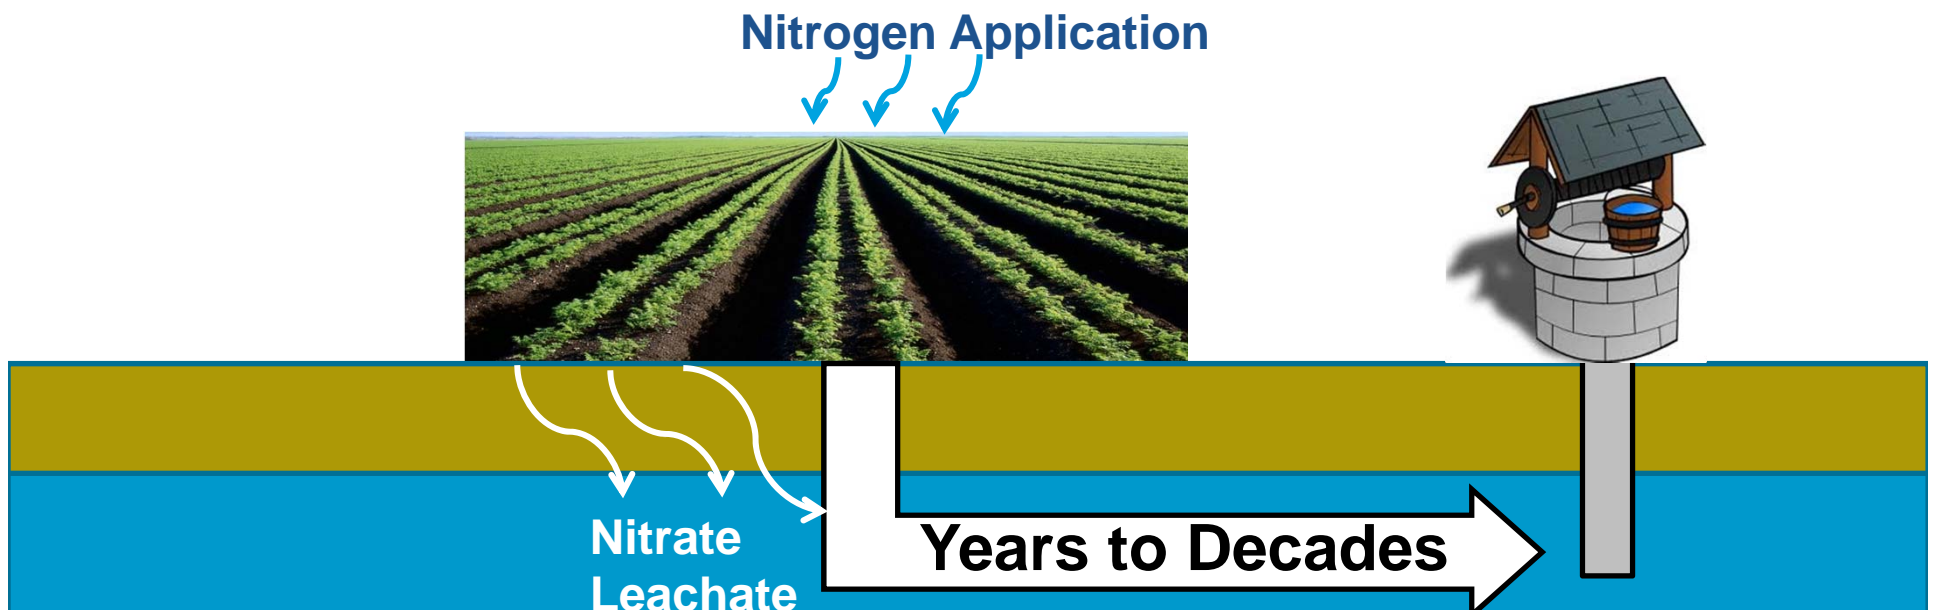 Nitrogen Application
Nitrate
Leachate
Years to Decades